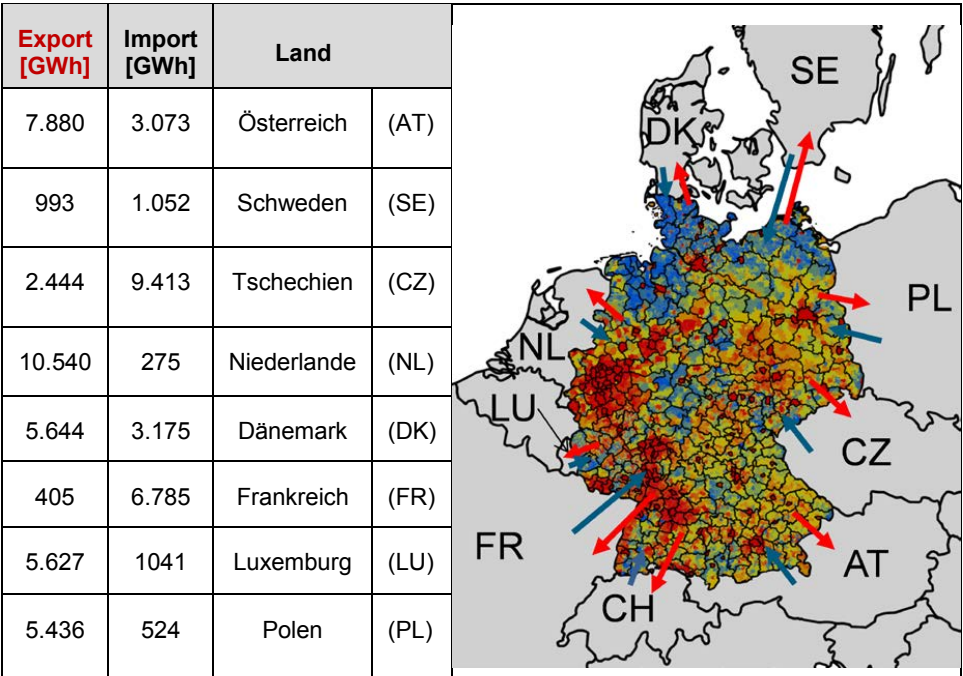 Export [GWh] Import [GWh] Land
7.880 3.073 Österreich (AT)
993 1.052 Schweden (SE)
2.444 9.413 Tschechien (CZ)
10.540 275 Niederlande (NL)
5.644 3.175 Dänemark (DK)
405 6.785 Frankreich (FR)
5.627 1041 Luxemburg (LU)
5.436 524 Polen (PL)
SE
DK
PL
NL
LU
CZ
FR
AT
CH